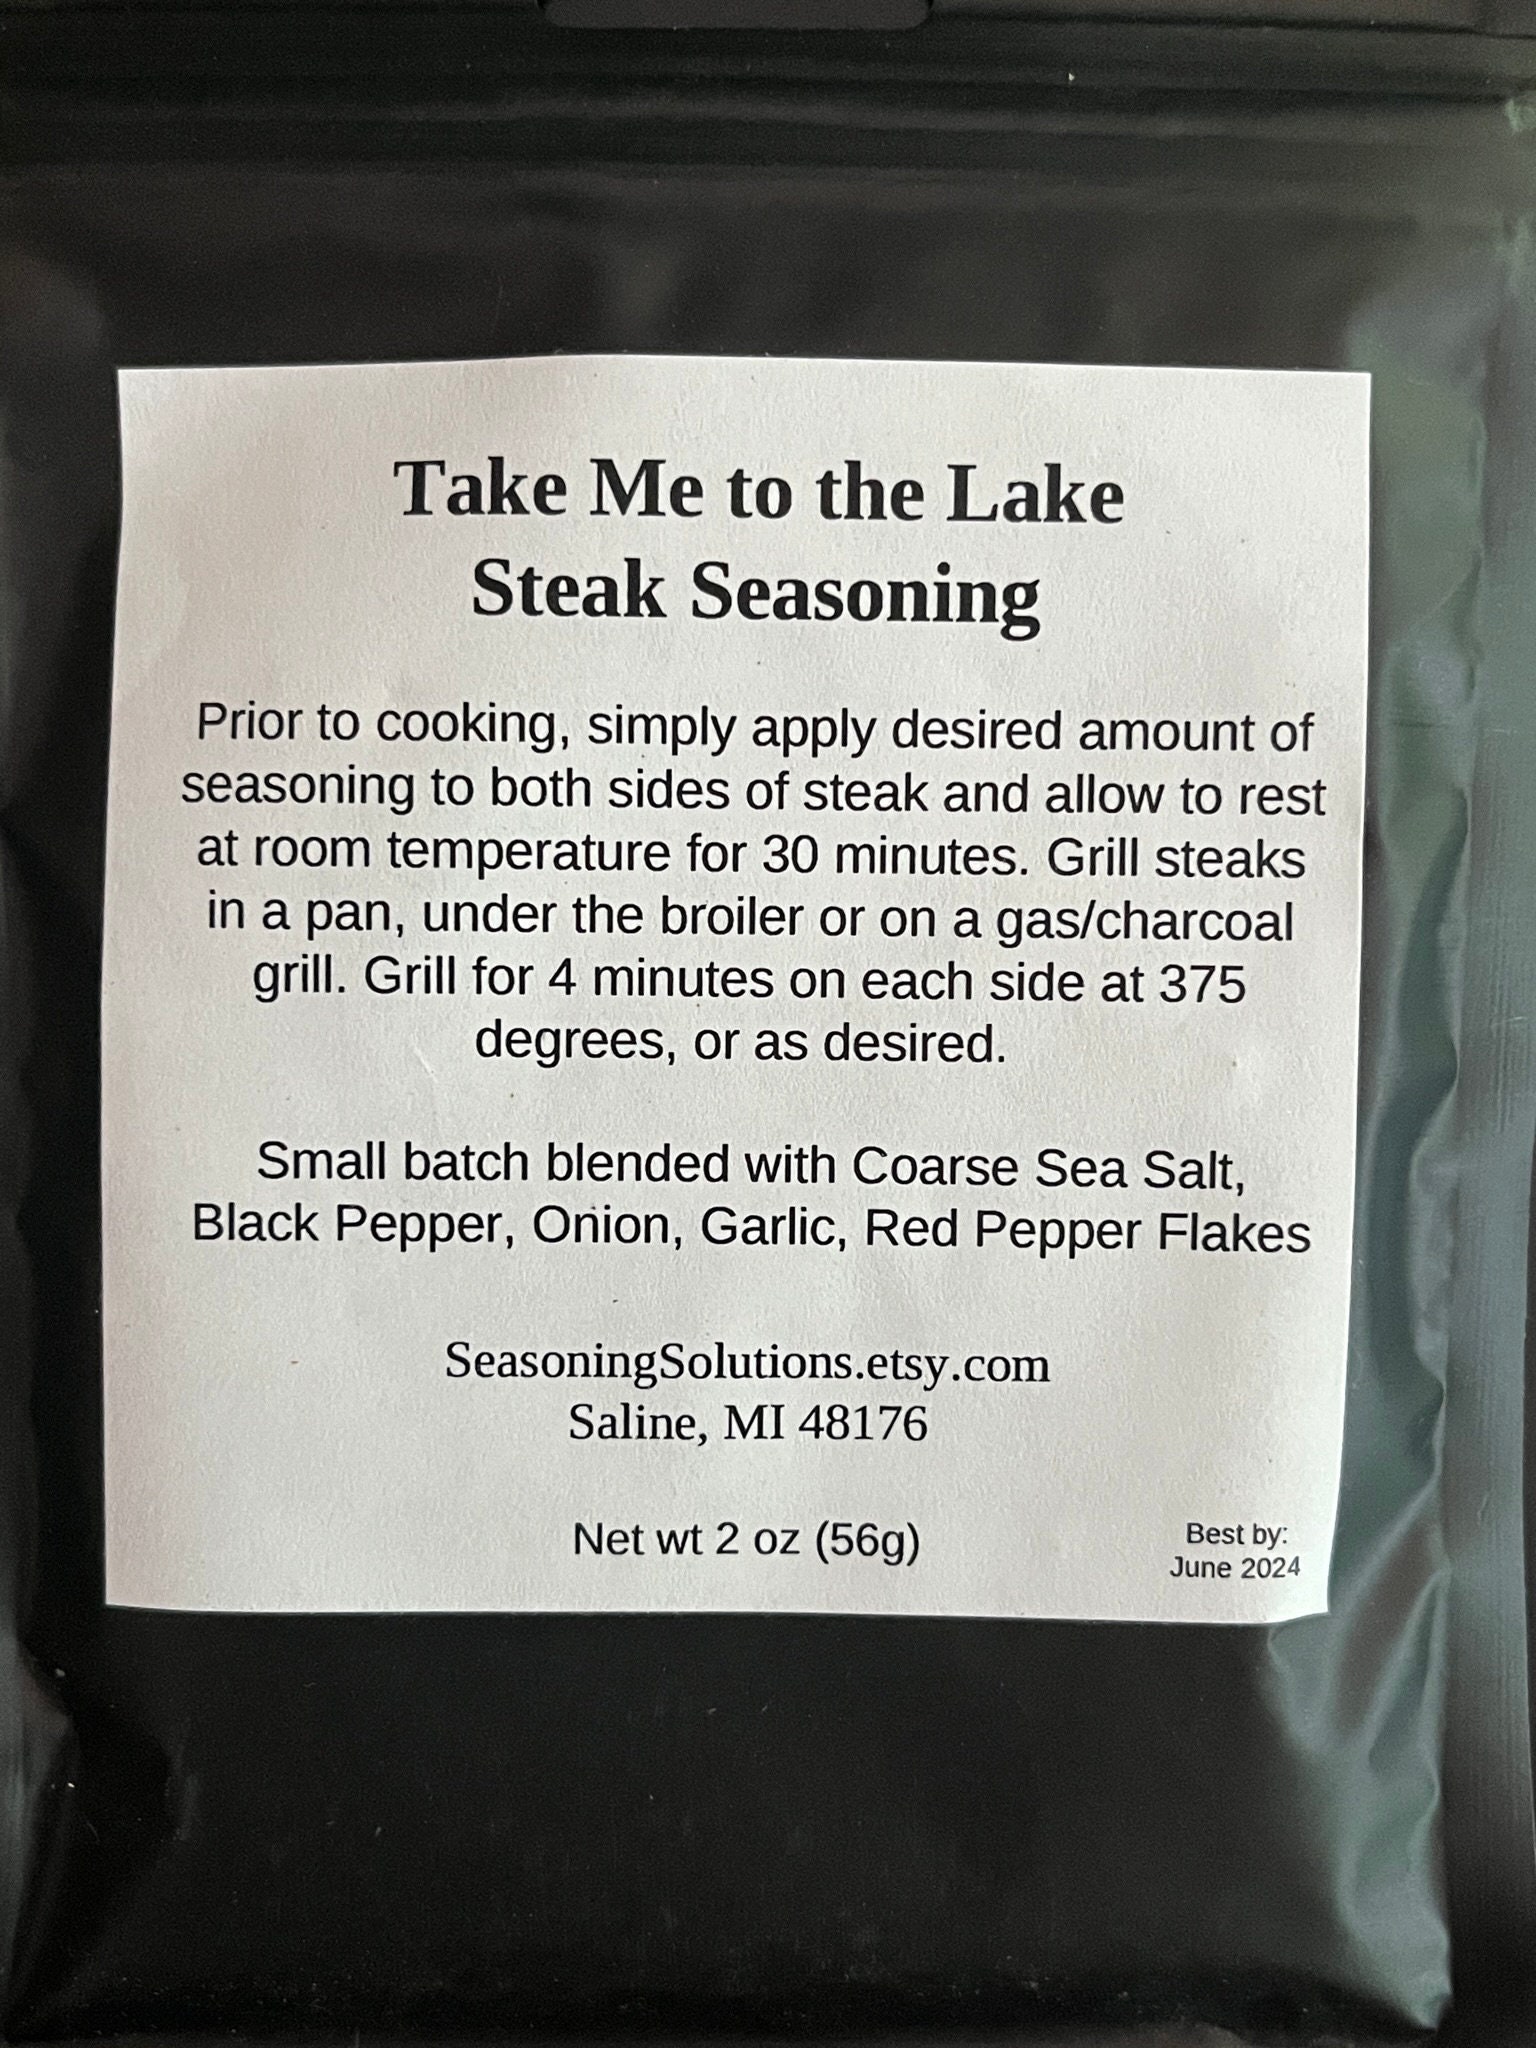 Take Me to the Lake
Steak Seasoning
Prior to cooking, simply apply desired amount of
seasoning to both sides of steak and allow to rest
at room temperature for 30 minutes. Grill steaks
in a pan, under the broiler or on a gas/charcoal
grill. Grill for 4 minutes on each side at 375
degrees, or as desired.
Small batch blended with Coarse Sea Salt,
Black Pepper, Onion, Garlic, Red Pepper Flakes
SeasoningSolutions.etsy.com
Saline, MI 48176
Net wt 2 oz (56g)
Best by:
June 2024